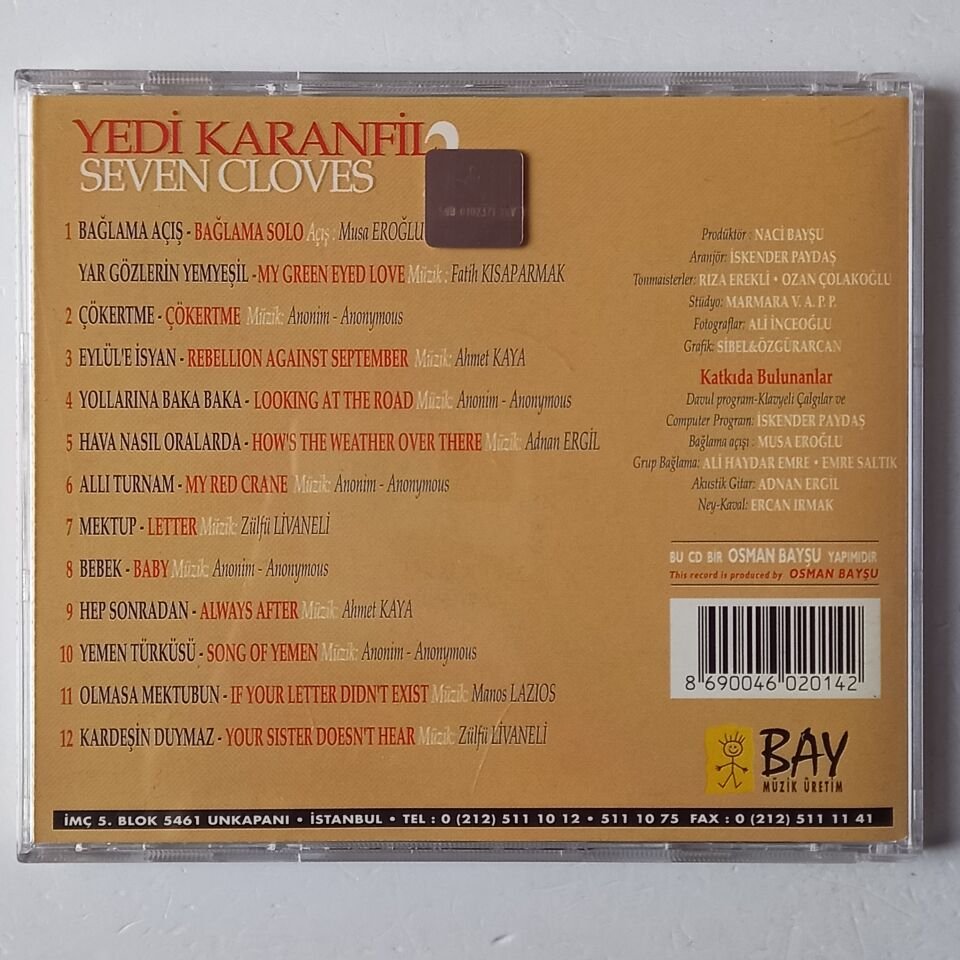 YEDİ KARANFİL 2
SEVEN CLOVES
1 BAĞLAMA AÇIŞ - BAĞLAMA SOLO Açış : Musa EROĞLU
YAR GÖZLERİN YEMYEŞİL - MY GREEN EYED LOVE Müzik : Fatih KISAPARMAK
2 ÇÖKERTME - ÇÖKERTME Müzik: Anonim - Anonymous
3 EYLÜL'E İSYAN - REBELLION AGAINST SEPTEMBER Müzik: Ahmet KAYA
4 YOLLARINA BAKA BAKA - LOOKING AT THE ROAD Müzik: Anonim - Anonymous
5 HAVA NASIL ORALARDA - HOW'S THE WEATHER OVER THERE Müzik: Adnan ERGİL
6 ALLI TURNAM - MY RED CRANE Müzik: Anonim - Anonymous
7 MEKTUP - LETTER Müzik: Zülfü LİVANELİ
8 BEBEK - BABY Müzik: Anonim - Anonymous
9 HEP SONRADAN - ALWAYS AFTER Müzik: Ahmet KAYA
10 YEMEN TÜRKÜSÜ - SONG OF YEMEN Müzik: Anonim - Anonymous
11 OLMASA MEKTUBUN - IF YOUR LETTER DIDN'T EXIST Müzik: Manos LAZIOS
12 KARDEŞİN DUYMAZ - YOUR SISTER DOESN'T HEAR Müzik: Zülfü LİVANELİ
Prodüktör : NACİ BAYŞU
Aranjör: İSKENDER PAYDAŞ
Tonmaisterler: RIZA EREKLİ • OZAN ÇOLAKOĞLU
Stüdyo: MARMARA V. A. P. P.
Fotograflar: ALİ İNCEOĞLU
Grafik: SİBEL&ÖZGÜRARCAN
Katkıda Bulunanlar
Davul program-Klavyeli Çalgılar ve
Computer Program: İSKENDER PAYDAŞ
Bağlama açışı : MUSA EROĞLU
Grup Bağlama: ALİ HAYDAR EMRE • EMRE SALTIK
Akustik Gitar: ADNAN ERGİL
Ney-Kaval: ERCAN IRMAK
BU CD BİR OSMAN BAYŞU YAPIMIDIR
This record is produced by OSMAN BAYŞU
8 690046 020142
BAY
MÜZİK ÜRETİM
İMÇ 5. BLOK 5461 UNKAPANI • İSTANBUL • TEL : 0 (212) 511 10 12 • 511 10 75 FAX : 0 (212) 511 11 41